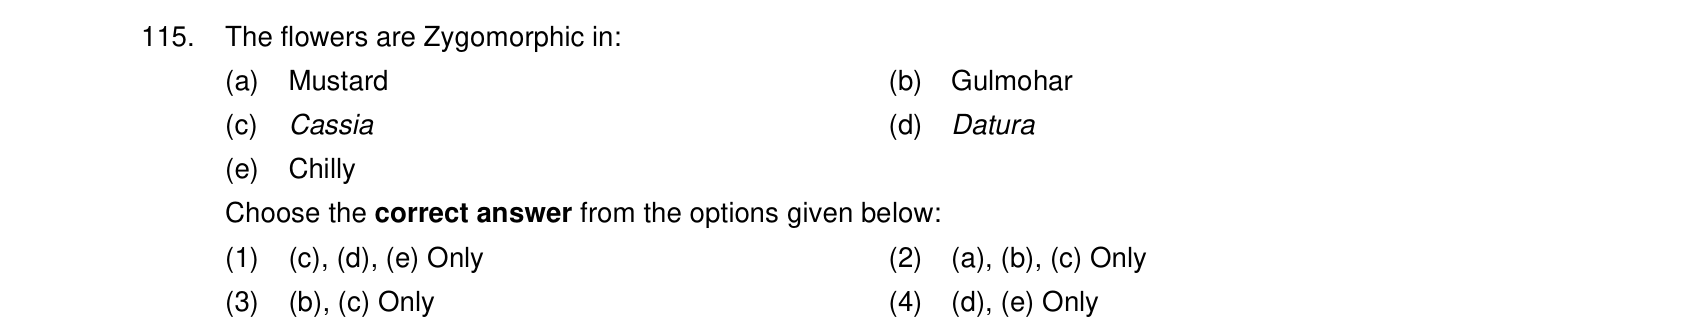 115. The flowers are Zygomorphic in:
(a) Mustard (b) Gulmohar
(c) Cassia (d) Datura
(e) Chilly
Choose the correct answer from the options given below:
(1) (c), (d), (e) Only (2) (a), (b), (c) Only
(3) (b), (c) Only (4) (d), (e) Only